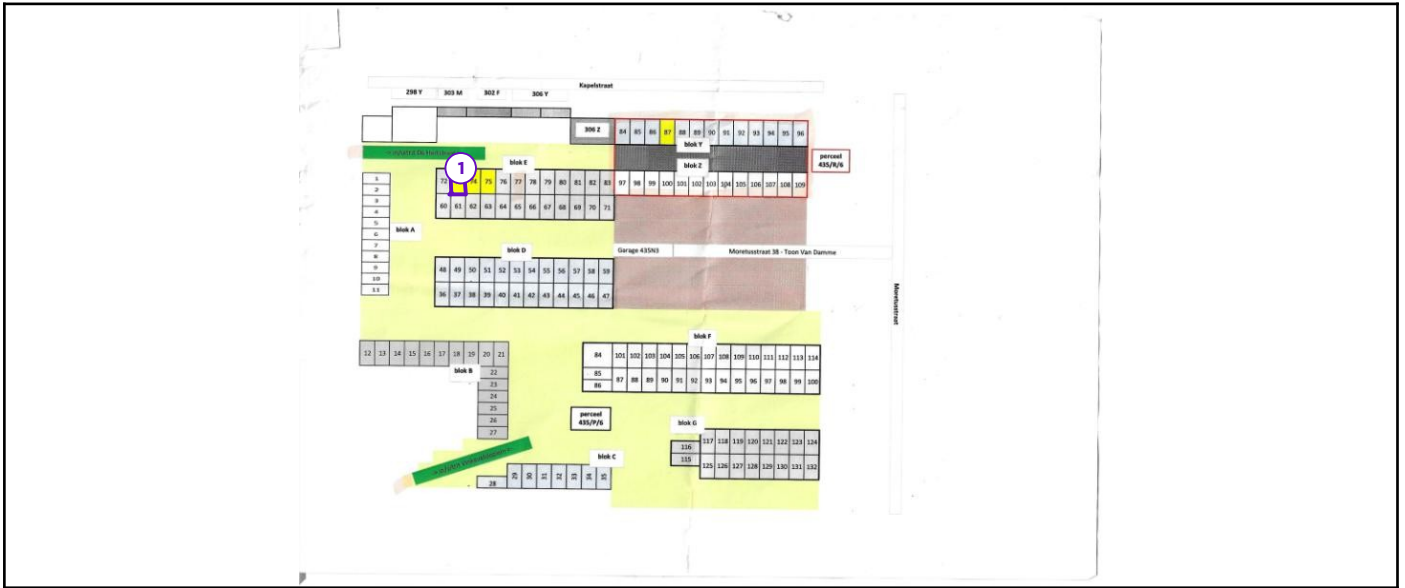 Kapelstraat
298 Y 303 M 302 F 306 Y
306 Z
84 85 86 87 88 89 90 91 92 93 94 95 96
blok Y
blok Z
perceel
435/R/6
97 98 99 100 101 102 103 104 105 106 107 108 109
1
blok E
72 74 75 76 77 78 79 80 81 82 83
60 61 62 63 64 65 66 67 68 69 70 71
1
2
3
4
5
6
7
8
9
10
11
blok A
blok D
Garage 435N3 Moretusstraat 38 - Toon Van Damme
48 49 50 51 52 53 54 55 56 57 58 59
36 37 38 39 40 41 42 43 44 45 46 47
Moretusstraat
blok F
12 13 14 15 16 17 18 19 20 21
blok B
22
23
24
25
26
27
84
85
86
101 102 103 104 105 106 107 108 109 110 111 112 113 114
87 88 89 90 91 92 93 94 95 96 97 98 99 100
perceel
435/P/6
blok G
116
115
117 118 119 120 121 122 123 124
125 126 127 128 129 130 131 132
blok C
28
29 30 31 32 33 34 35